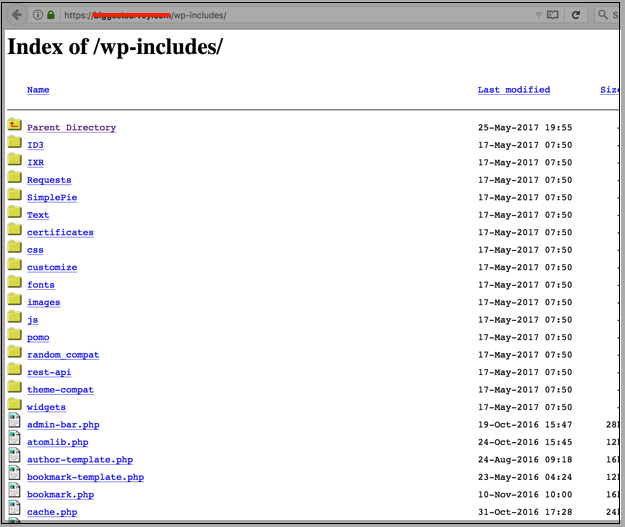 https://biggestsurvey.com/wp-includes/ S
Index of /wp-includes/
Name Last modified Size
Parent Directory 25-May-2017 19:55 -
ID3 17-May-2017 07:50 -
IXR 17-May-2017 07:50 -
Requests 17-May-2017 07:50 -
SimplePie 17-May-2017 07:50 -
Text 17-May-2017 07:50 -
certificates 17-May-2017 07:50 -
css 17-May-2017 07:50 -
customize 17-May-2017 07:50 -
fonts 17-May-2017 07:50 -
images 17-May-2017 07:50 -
js 17-May-2017 07:50 -
pomo 17-May-2017 07:50 -
random_compat 17-May-2017 07:50 -
rest-api 17-May-2017 07:50 -
theme-compat 17-May-2017 07:50 -
widgets 17-May-2017 07:50 -
admin-bar.php 19-Oct-2016 15:47 28
atomlib.php 24-Oct-2016 15:45 12
author-template.php 24-Aug-2016 09:18 16
bookmark-template.php 23-May-2016 04:24 12
bookmark.php 10-Nov-2016 10:00 16
cache.php 31-Oct-2016 17:28 24